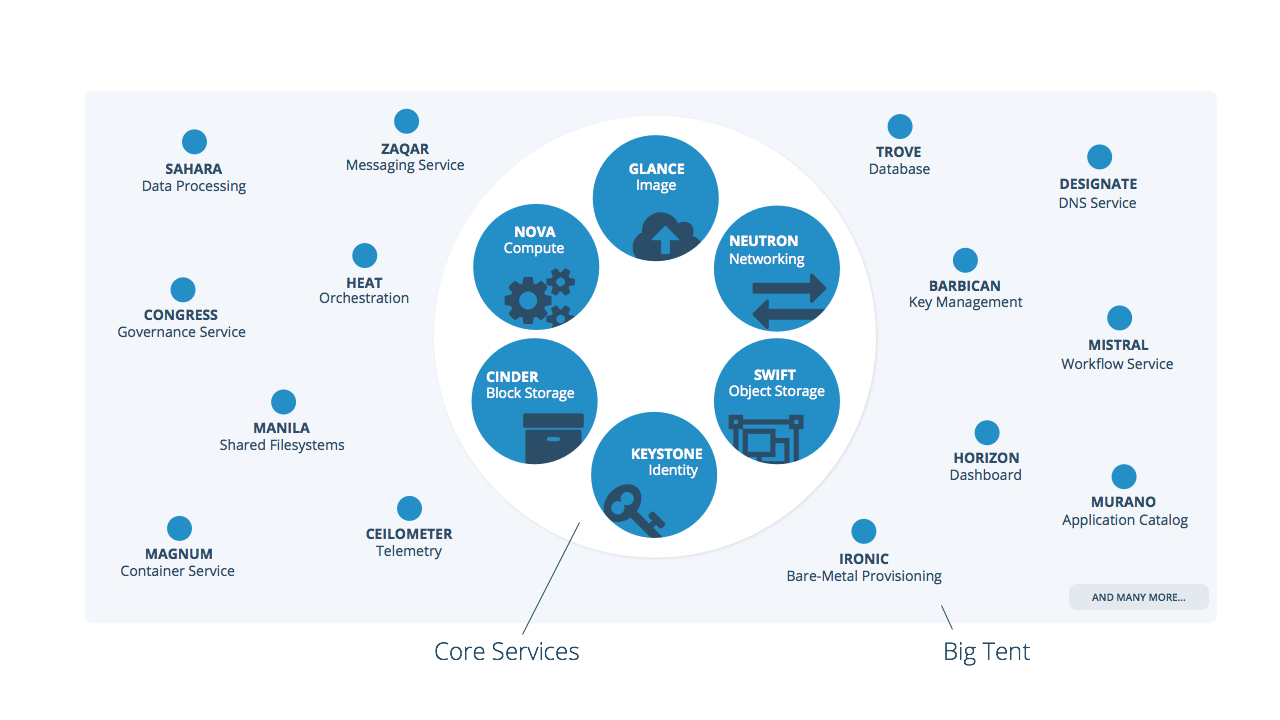 SAHARA
Data Processing
ZAQAR
Messaging Service
CONGRESS
Governance Service
HEAT
Orchestration
MANILA
Shared Filesystems
MAGNUM
Container Service
CEILOMETER
Telemetry
GLANCE
Image
NOVA
Compute
NEUTRON
Networking
CINDER
Block Storage
SWIFT
Object Storage
KEYSTONE
Identity
TROVE
Database
DESIGNATE
DNS Service
BARBICAN
Key Management
MISTRAL
Workflow Service
HORIZON
Dashboard
MURANO
Application Catalog
IRONIC
Bare-Metal Provisioning
AND MANY MORE...
Core Services
Big Tent